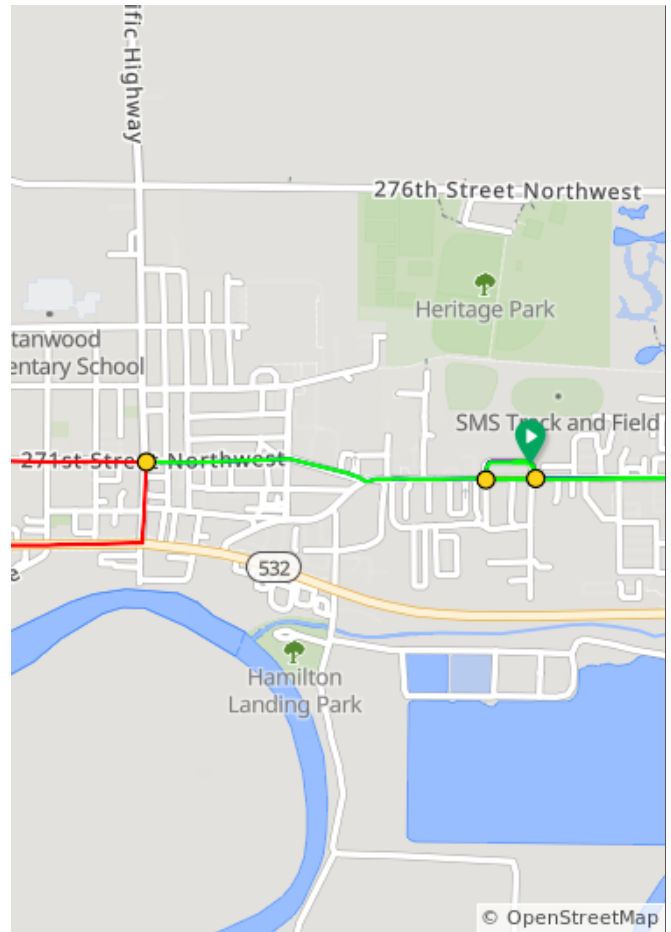 ific Highway
276th Street Northwest
Heritage Park
tanwood
entary School
SMS Track and Field
271st Street Northwest
532
e
Hamilton
Landing Park
© OpenStreetMap